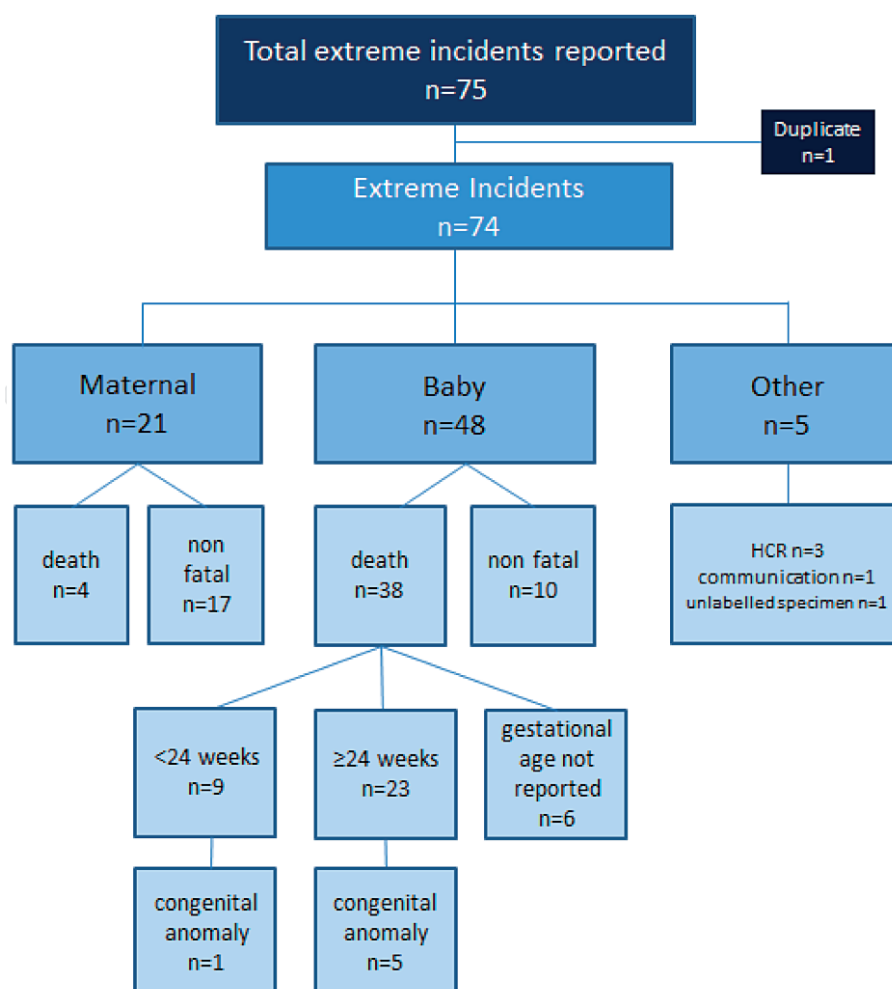 Total extreme incidents reported
n=75
Duplicate
n=1
Extreme Incidents
n=74
Maternal
n=21
Baby
n=48
Other
n=5
death
n=4
non
fatal
n=17
death
n=38
non fatal
n=10
HCR n=3
communication n=1
unlabelled specimen n=1
<24 weeks
n=9
≥24 weeks
n=23
gestational
age not
reported
n=6
congenital
anomaly
n=1
congenital
anomaly
n=5